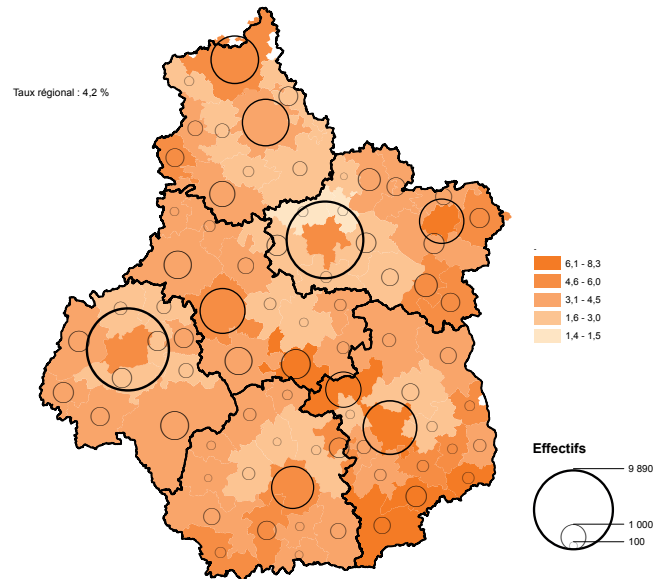 Taux régional : 4,2 %
-
6,1 - 8,3
4,6 - 6,0
3,1 - 4,5
1,6 - 3,0
1,4 - 1,5
Effectifs
9 890
1 000
100